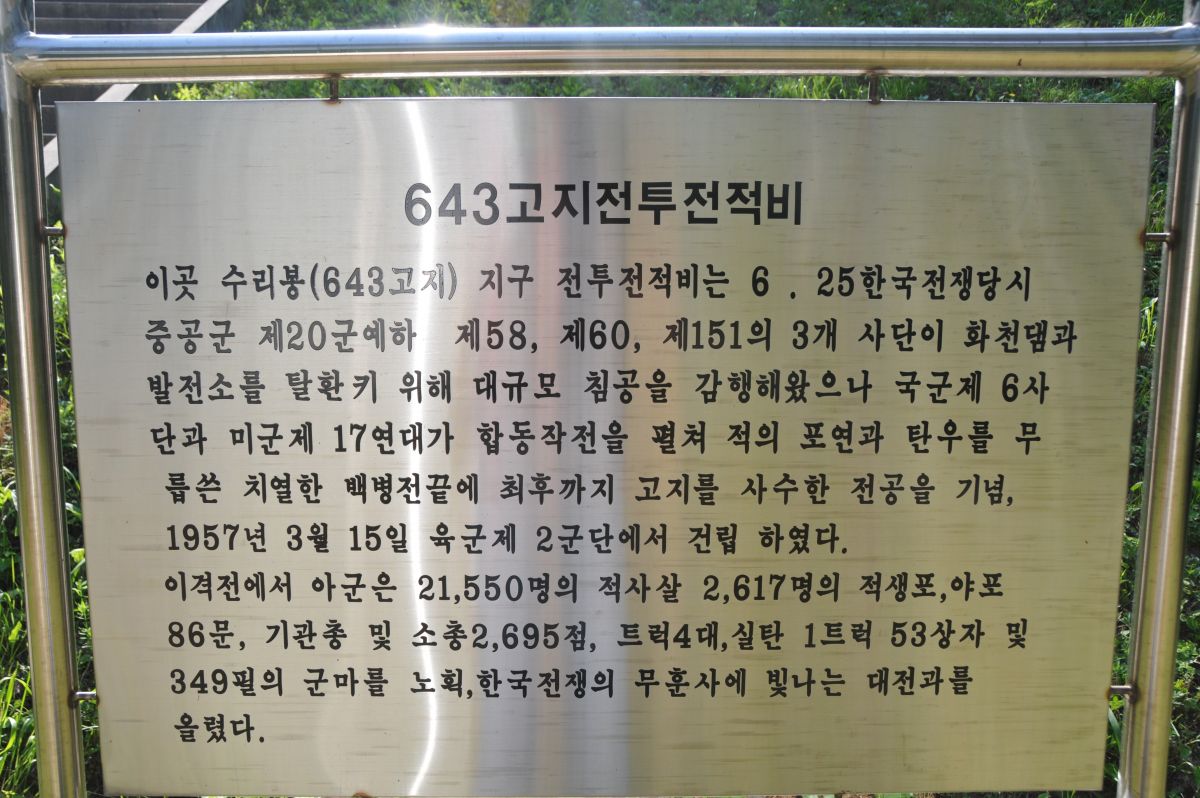 643고지전투전적비
이곳 수리봉(643고지) 지구 전투전적비는 6 . 25한국전쟁당시
중공군 제20군예하 제58, 제60, 제151의 3개 사단이 화천댐과
발전소를 탈환키 위해 대규모 침공을 감행해왔으나 국군제 6사
단과 미군제 17연대가 합동작전을 펼쳐 적의 포연과 탄우를 무
릅쓴 치열한 백병전끝에 최후까지 고지를 사수한 전공을 기념,
1957년 3월 15일 육군제 2군단에서 건립 하였다.
이격전에서 아군은 21,550명의 적사살 2,617명의 적생포,야포
86문, 기관총 및 소총2,695점, 트럭4대,실탄 1트럭 53상자 및
349필의 군마를 노획,한국전쟁의 무훈사에 빛나는 대전과를
올렸다.